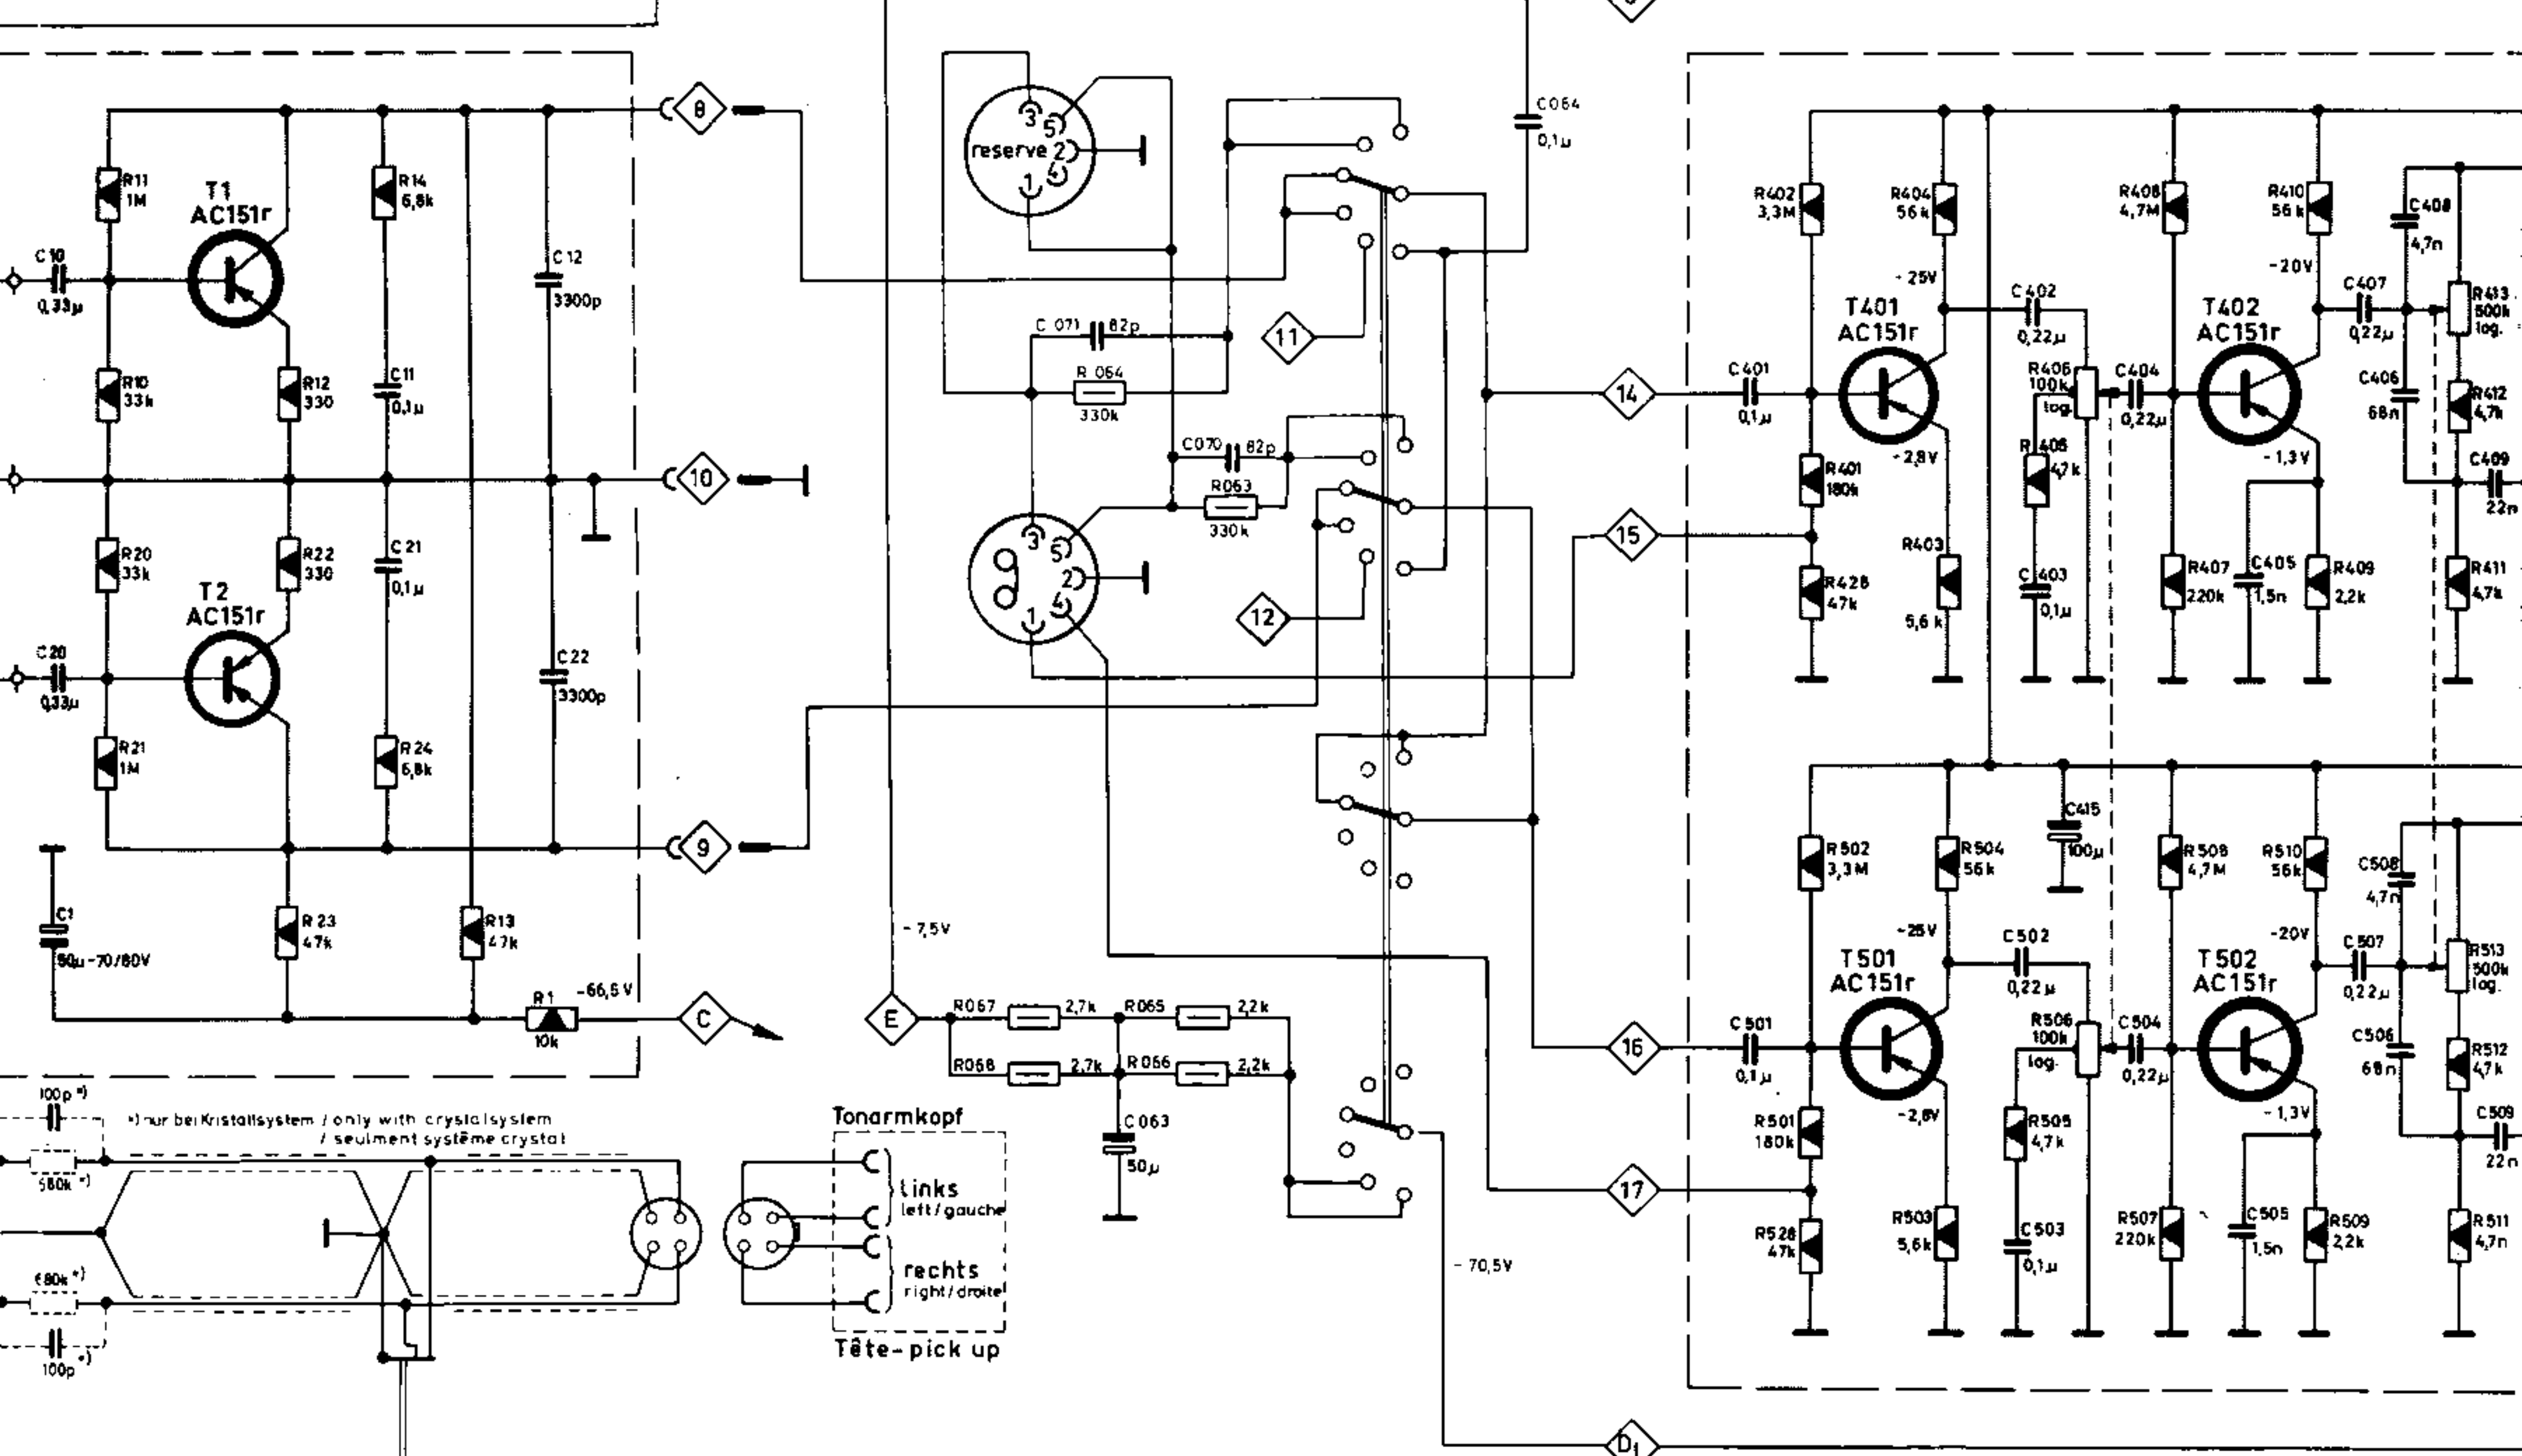 R11
1M
T1
AC151r
R14
6,8k
C10
0,33µ
C12
3300p
R10
33k
R12
330
C11
0,1µ
R20
33k
R22
330
C21
0,1µ
T2
AC151r
C20
0,33µ
C22
3300p
R21
1M
R24
6,8k
C1
50µ-70/80V
R23
47k
R13
47k
R1
-66,5V
10k
8
10
9
C
100p *)
*) nur bei Kristallsystem / only with crystalsystem
/ seulment système crystal
680k *)
680k *)
100p *)
Tonarmkopf
links
left/gauche
rechts
right/droite
Tête-pick up
3
5
reserve 2
4
1
C 071 82p
R 064
330k
C070 82p
R063
330k
3
5
2
4
1
11
12
C064
0,1µ
-7,5V
E
R067 2,7k
R065 2,2k
R068 2,7k
R066 2,2k
C063
50µ
-70,5V
14
15
16
17
D1
R402
3,3M
R404
56k
R408
4,7M
R410
56k
C408
4,7n
-25V
-20V
T401
AC151r
C402
0,22µ
T402
AC151r
C407
0,22µ
R413
500k
log.
C401
0,1µ
R406
100k
log.
C404
0,22µ
C406
68n
R412
4,7k
R401
180k
-2,8V
47k
-1,3V
C409
22n
R403
5,6k
R428
47k
C403
0,1µ
R407
220k
C405
1,5n
R409
2,2k
R411
4,7k
C415
100µ
R502
3,3M
R504
56k
R508
4,7M
R510
56k
C508
4,7n
-25V
-20V
T501
AC151r
C502
0,22µ
T502
AC151r
C507
0,22µ
R513
500k
log.
C501
0,1µ
R506
100k
log.
C504
0,22µ
C506
68n
R512
4,7k
R501
180k
-2,8V
R505
4,7k
-1,3V
C509
22n
R528
47k
R503
5,6k
C503
0,1µ
R507
220k
C505
1,5n
R509
2,2k
R511
4,7n